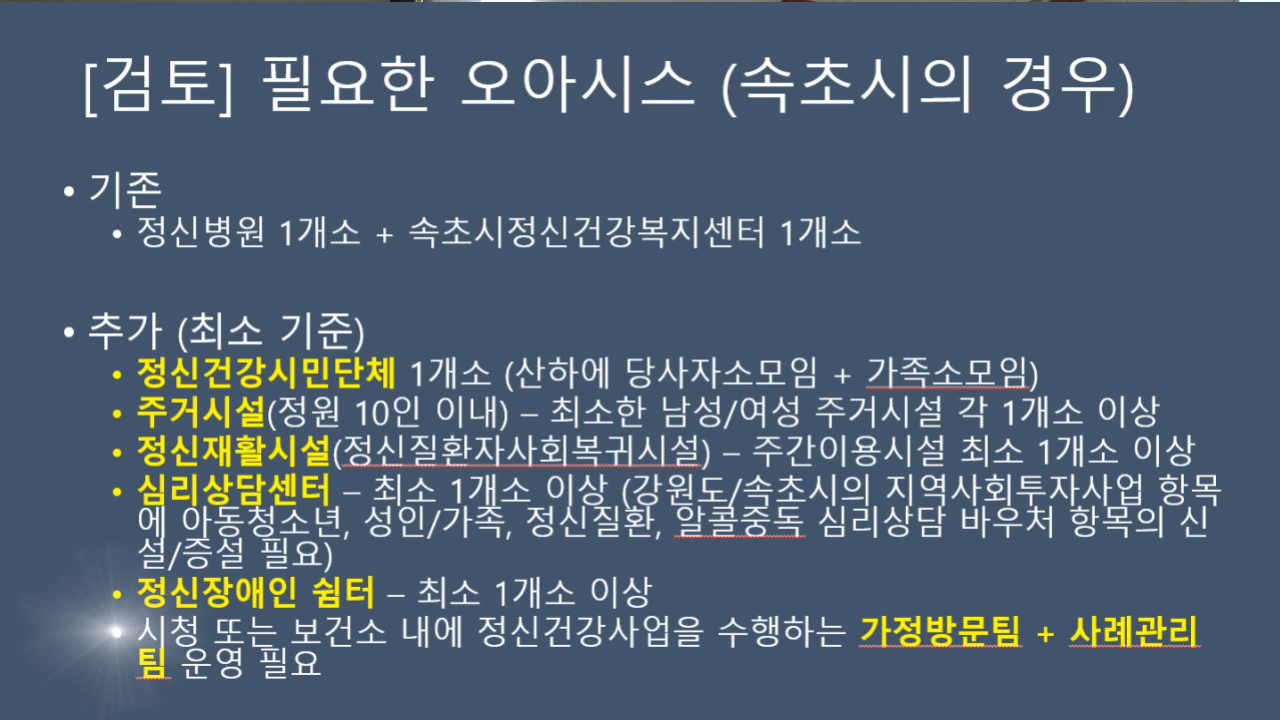 [검토] 필요한 오아시스 (속초시의 경우)
• 기존
• 정신병원 1개소 + 속초시정신건강복지센터 1개소
• 추가 (최소 기준)
• 정신건강시민단체 1개소 (산하에 당사자소모임 + 가족소모임)
• 주거시설(정원 10인 이내) – 최소한 남성/여성 주거시설 각 1개소 이상
• 정신재활시설(정신질환자사회복귀시설) – 주간이용시설 최소 1개소 이상
• 심리상담센터 – 최소 1개소 이상 (강원도/속초시의 지역사회투자사업 항목
에 아동청소년, 성인/가족, 정신질환, 알콜중독 심리상담 바우처 항목의 신
설/증설 필요)
• 정신장애인 쉼터 – 최소 1개소 이상
• 시청 또는 보건소 내에 정신건강사업을 수행하는 가정방문팀 + 사례관리
팀 운영 필요